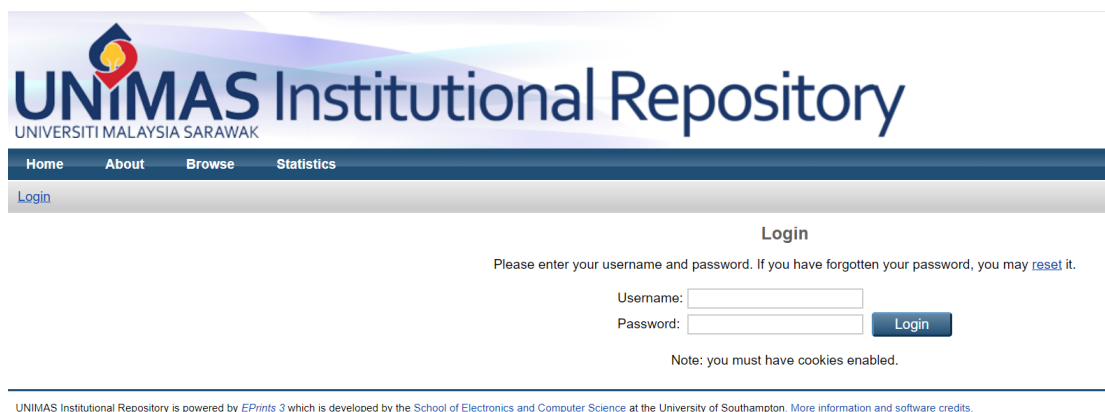 UNIMAS Institutional Repository
UNIVERSITI MALAYSIA SARAWAK
Home About Browse Statistics
Login
Login
Please enter your username and password. If you have forgotten your password, you may reset it.
Username:
Password: Login
Note: you must have cookies enabled.
UNIMAS Institutional Repository is powered by EPrints 3 which is developed by the School of Electronics and Computer Science at the University of Southampton. More information and software credits.